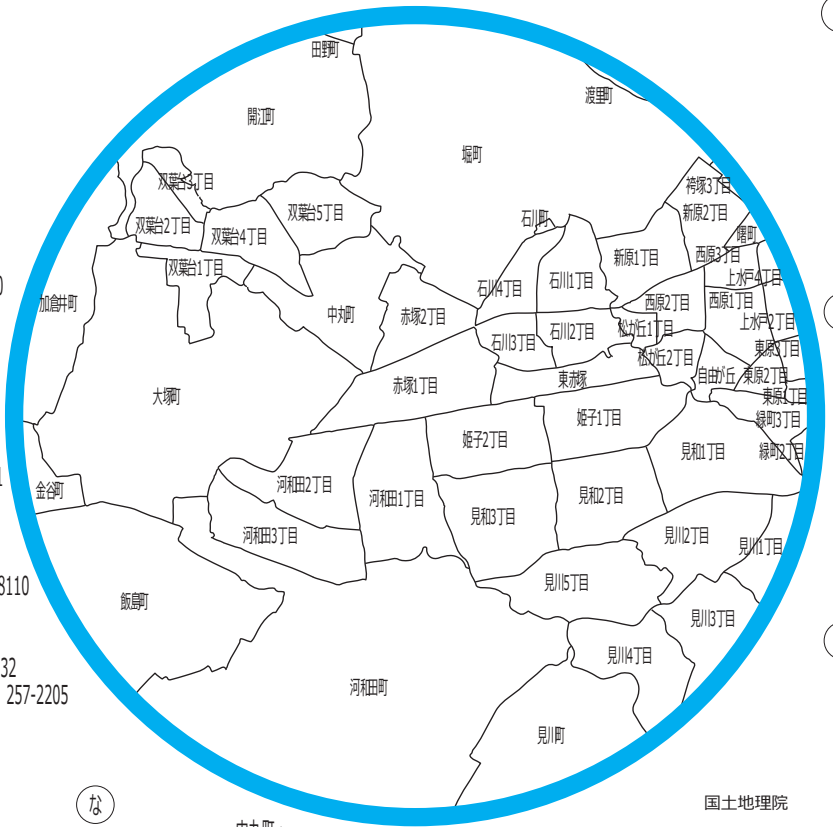 田野町
渡里町
開江町
堀町
双葉台3丁目
袴塚3丁目
双葉台5丁目
新原2丁目
石川町
双葉台2丁目
双葉台4丁目
曙町
西原3丁目
新原1丁目
双葉台1丁目
上水戸4丁目
石川1丁目
石川4丁目
加倉井町
西原2丁目
西原1丁目
中丸町
赤塚2丁目
上水戸2丁目
松が丘1丁目
石川2丁目
石川3丁目
東原3丁目
松が丘2丁目
自由が丘
東原2丁目
東赤塚
赤塚1丁目
大塚町
東原1丁目
姫子1丁目
緑町3丁目
姫子2丁目
見和1丁目
緑町2丁目
河和田2丁目
金谷町
河和田1丁目
見和2丁目
見和3丁目
河和田3丁目
見川2丁目
見川1丁目
見川5丁目
8110
飯島町
見川3丁目
見川4丁目
32
河和田町
257-2205
見川町
な
国土地理院